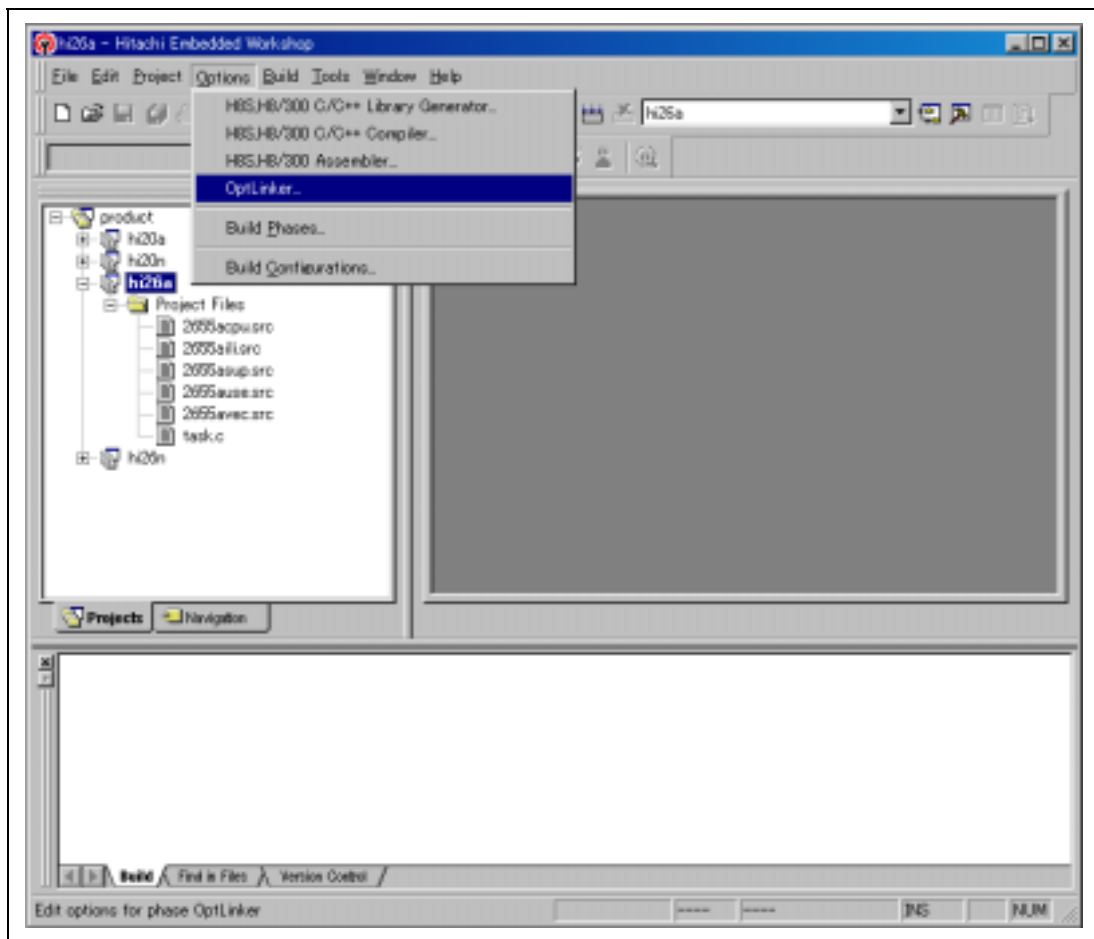 hi26a - Hitachi Embedded Workshop
File Edit Project Options Build Tools Window Help
H8S,H8/300 C/C++ Library Generator...
hi26a
H8S,H8/300 C/C++ Compiler...
H8S,H8/300 Assembler...
OptLinker...
Build Phases...
Build Configurations...
product
hi20a
hi20n
hi26a
Project Files
2655acpu.src
2655aili.src
2655asup.src
2655ause.src
2655avec.src
task.c
hi26n
Projects Navigation
Build Find in Files Version Control
Edit options for phase OptLinker ---- ---- INS NUM